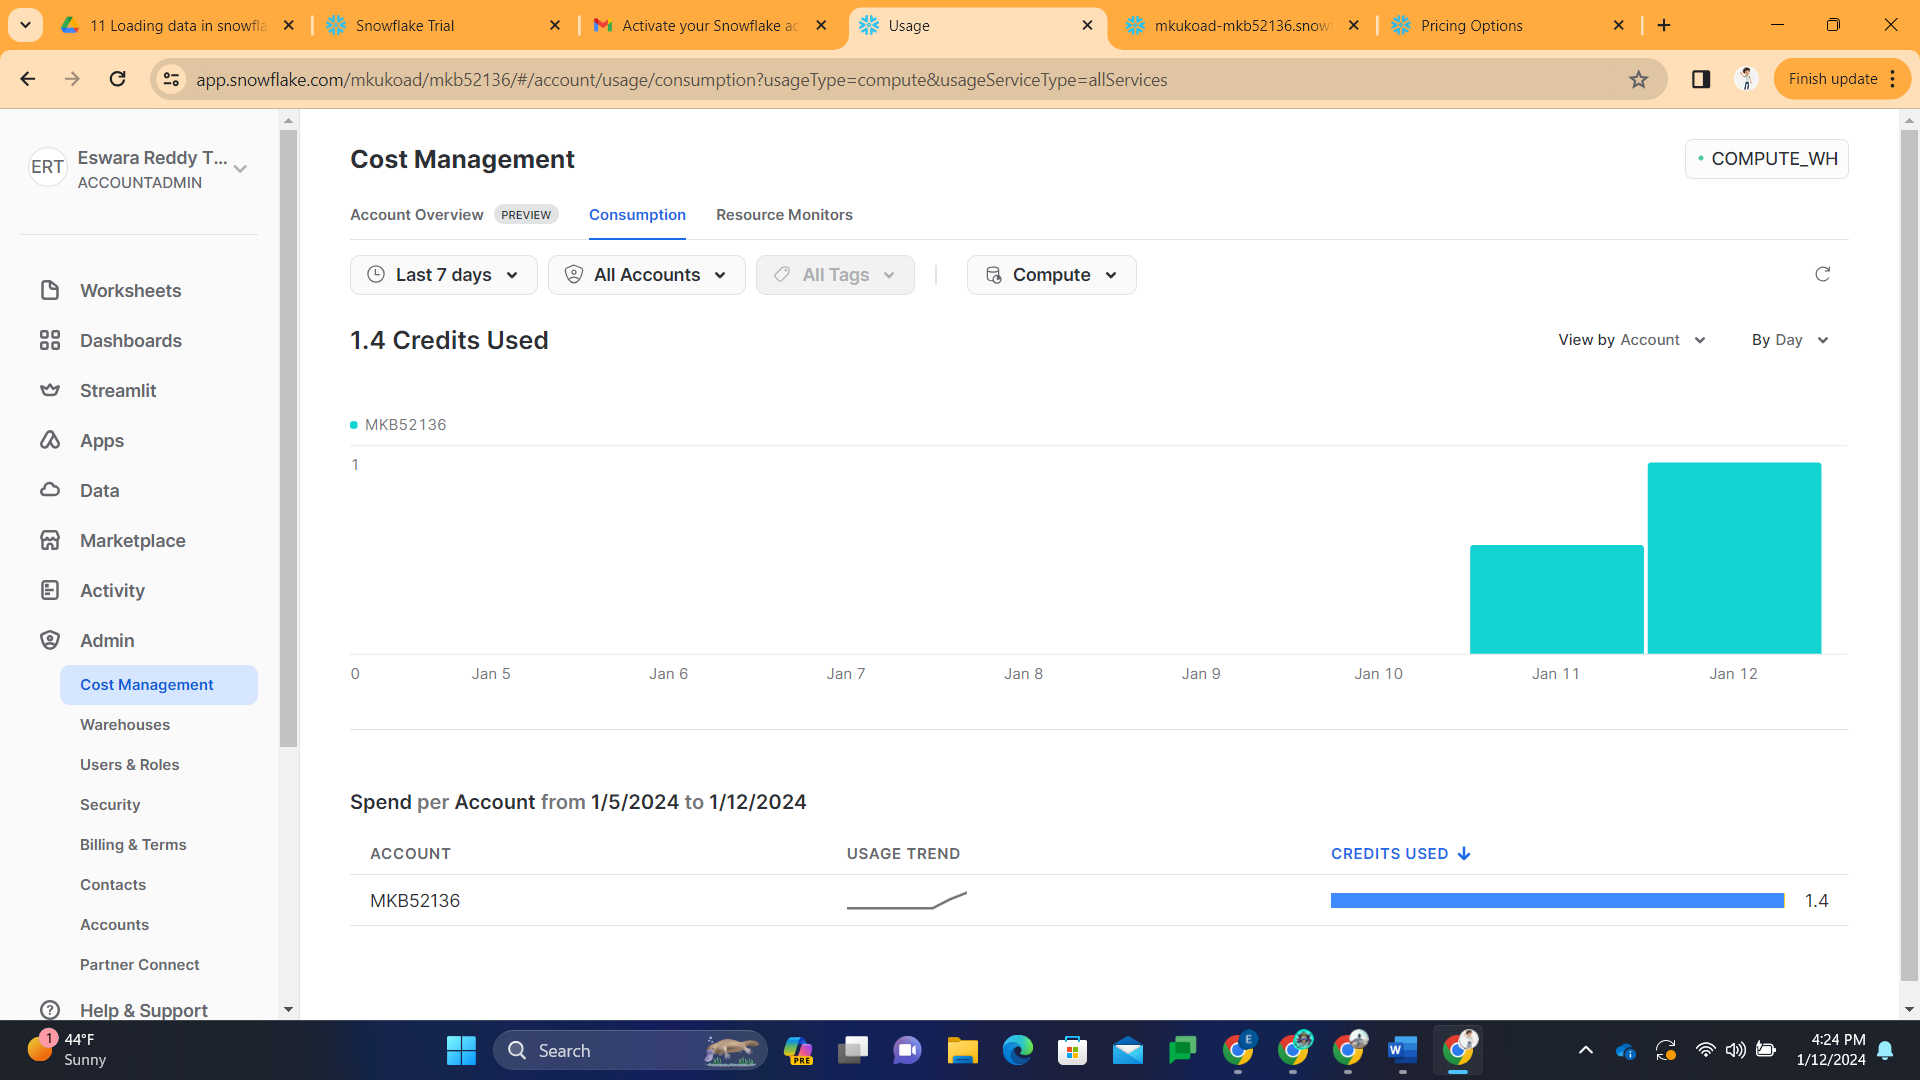 11 Loading data in snowfla
Snowflake Trial
Activate your Snowflake ac
Usage
mkukoad-mkb52136.snow
Pricing Options
app.snowflake.com/mkukoad/mkb52136/#/account/usage/consumption?usageType=compute&usageServiceType=allServices
Finish update
ERT
Eswara Reddy T...
ACCOUNTADMIN
Worksheets
Dashboards
Streamlit
Apps
Data
Marketplace
Activity
Admin
Cost Management
Warehouses
Users & Roles
Security
Billing & Terms
Contacts
Accounts
Partner Connect
Help & Support
Cost Management
COMPUTE_WH
Account Overview PREVIEW
Consumption
Resource Monitors
Last 7 days
All Accounts
All Tags
Compute
1.4 Credits Used
View by Account
By Day
MKB52136
1
0
Jan 5
Jan 6
Jan 7
Jan 8
Jan 9
Jan 10
Jan 11
Jan 12
Spend per Account from 1/5/2024 to 1/12/2024
ACCOUNT
USAGE TREND
CREDITS USED
MKB52136
1.4
1
44°F
Sunny
Search
PRE
E
W
4:24 PM
1/12/2024